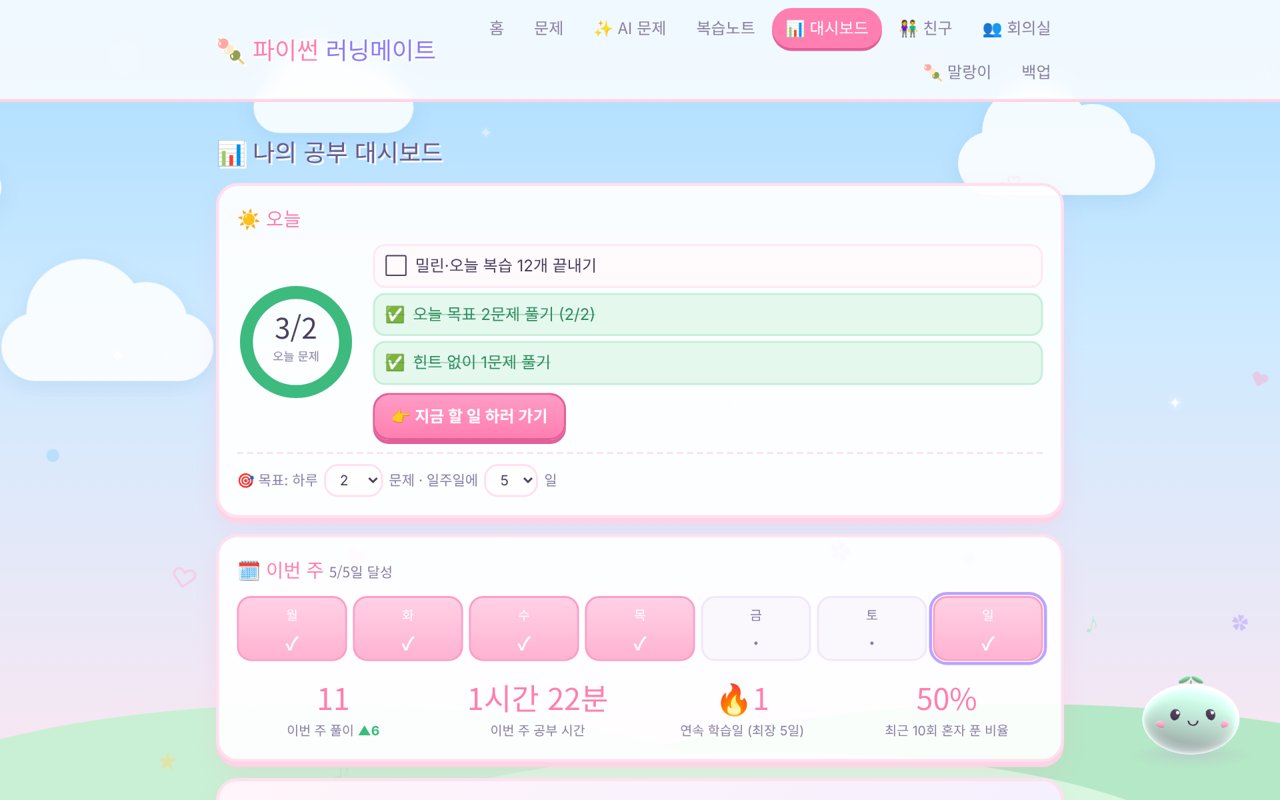 🍡 파이썬 러닝메이트
홈 문제 ✨ AI 문제 복습노트 📊 대시보드 👫 친구 👥 회의실
🍡 말랑이 백업
📊 나의 공부 대시보드
☀️ 오늘
3/2
오늘 문제
밀린·오늘 복습 12개 끝내기
✅ 오늘 목표 2문제 풀기 (2/2)
✅ 힌트 없이 1문제 풀기
👉 지금 할 일 하러 가기
🎯 목표: 하루 2 문제 · 일주일에 5 일
🗓️ 이번 주 5/5일 달성
월 화 수 목 금 토 일
✓ ✓ ✓ ✓ · · ✓
11 1시간 22분 🔥1 50%
이번 주 풀이 ▲6 이번 주 공부 시간 연속 학습일 (최장 5일) 최근 10회 혼자 푼 비율